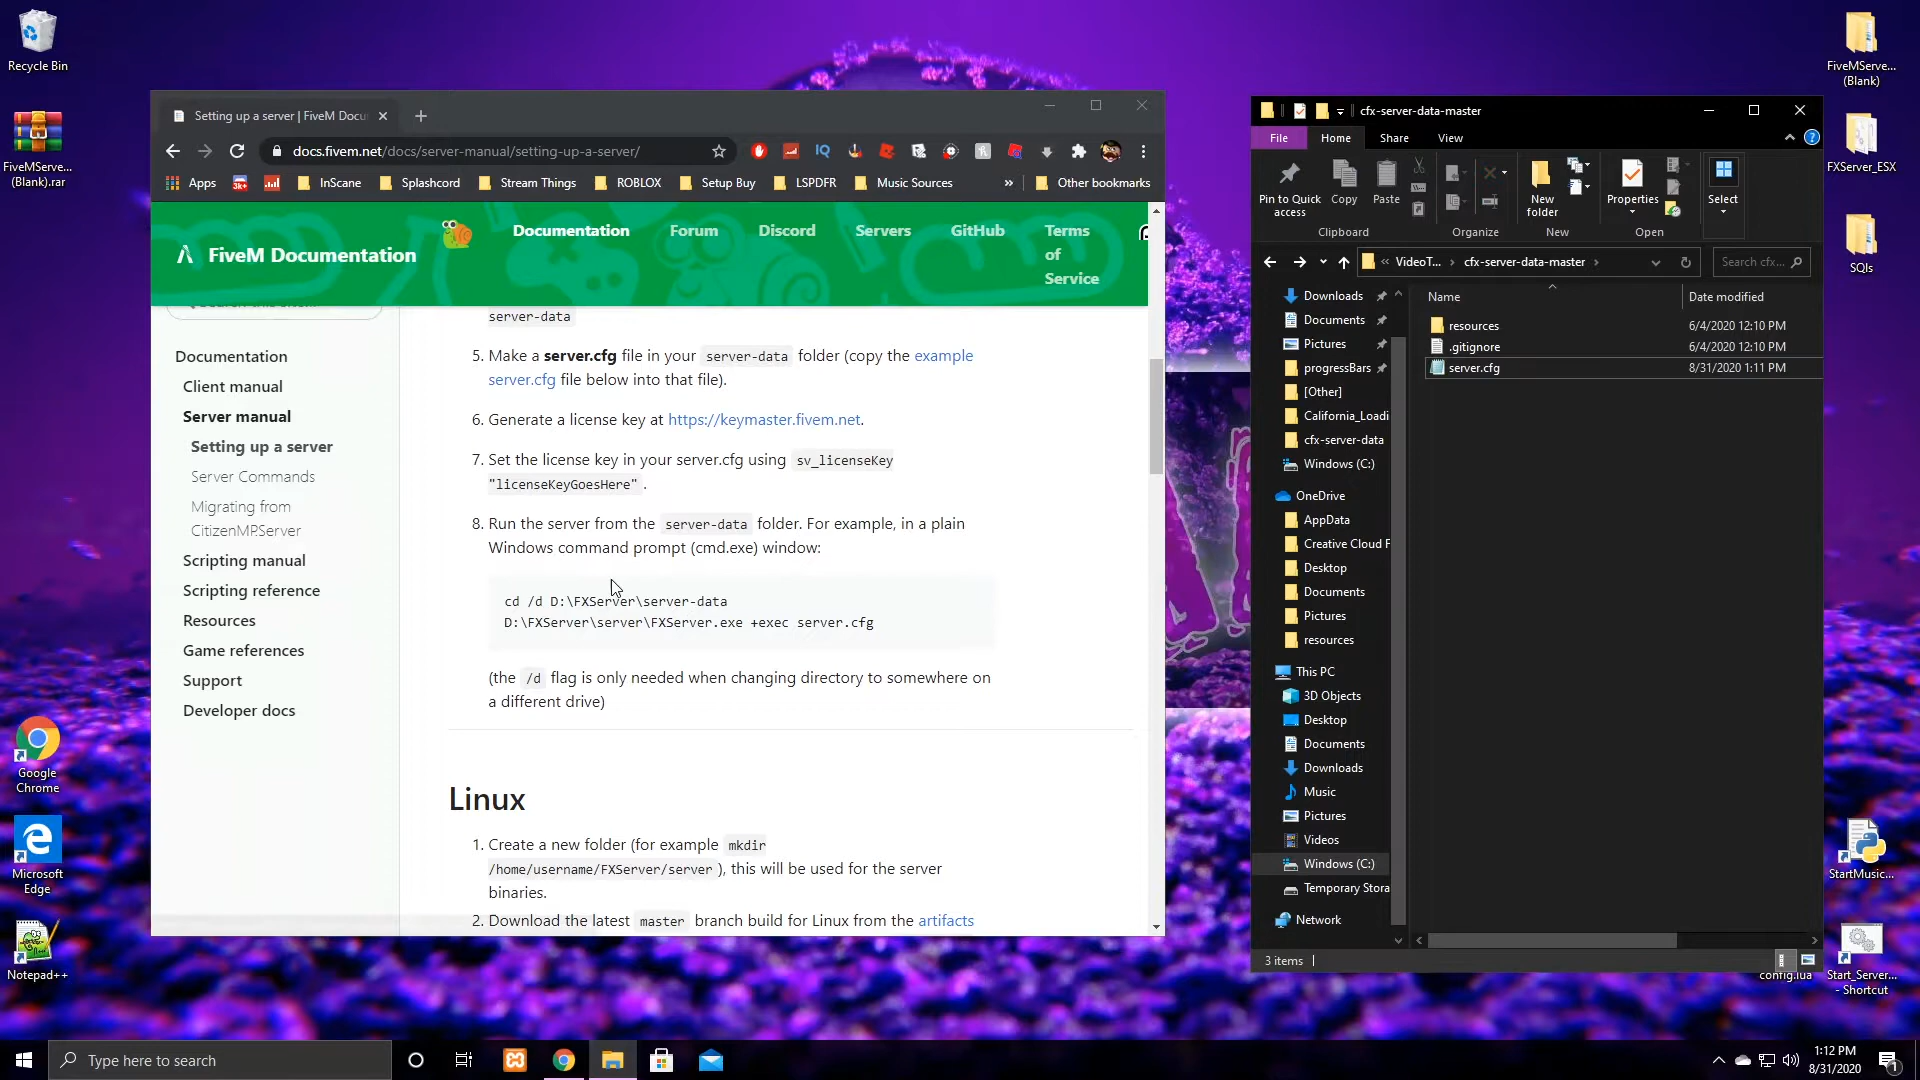 Recycle Bin
FiveMServe...
(Blank).rar
Google
Chrome
Microsoft
Edge
Notepad++
Setting up a server | FiveM Docu
docs.fivem.net/docs/server-manual/setting-up-a-server/
Apps
InScane
Splashcord
Stream Things
ROBLOX
Setup Buy
LSPDFR
Music Sources
»
Other bookmarks
FiveM Documentation
Documentation
Forum
Discord
Servers
GitHub
Terms
of
Service
Documentation
Client manual
Server manual
Setting up a server
Server Commands
Migrating from
CitizenMP.Server
Scripting manual
Scripting reference
Resources
Game references
Support
Developer docs
server-data
5. Make a server.cfg file in your server-data folder (copy the example
server.cfg file below into that file).
6. Generate a license key at https://keymaster.fivem.net.
7. Set the license key in your server.cfg using sv_licenseKey
"licenseKeyGoesHere" .
8. Run the server from the server-data folder. For example, in a plain
Windows command prompt (cmd.exe) window:
cd /d D:\FXServer\server-data
D:\FXServer\server\FXServer.exe +exec server.cfg
(the /d flag is only needed when changing directory to somewhere on
a different drive)
Linux
1. Create a new folder (for example mkdir
/home/username/FXServer/server ), this will be used for the server
binaries.
2. Download the latest master branch build for Linux from the artifacts
cfx-server-data-master
File
Home
Share
View
Pin to Quick
access
Copy
Paste
New
folder
Properties
Select
Clipboard
Organize
New
Open
« VideoT... > cfx-server-data-master >
Search cfx...
Downloads
Documents
Pictures
progressBars
[Other]
California_Loadi
cfx-server-data
Windows (C:)
OneDrive
AppData
Creative Cloud F
Desktop
Documents
Pictures
resources
This PC
3D Objects
Desktop
Documents
Downloads
Music
Pictures
Videos
Windows (C:)
Temporary Stora
Network
Name
Date modified
resources 6/4/2020 12:10 PM
.gitignore 6/4/2020 12:10 PM
server.cfg 8/31/2020 1:11 PM
3 items
FiveMServe...
(Blank)
FXServer_ESX
SQls
StartMusic...
config.lua
Start_Server...
- Shortcut
Type here to search
1:12 PM
8/31/2020
1